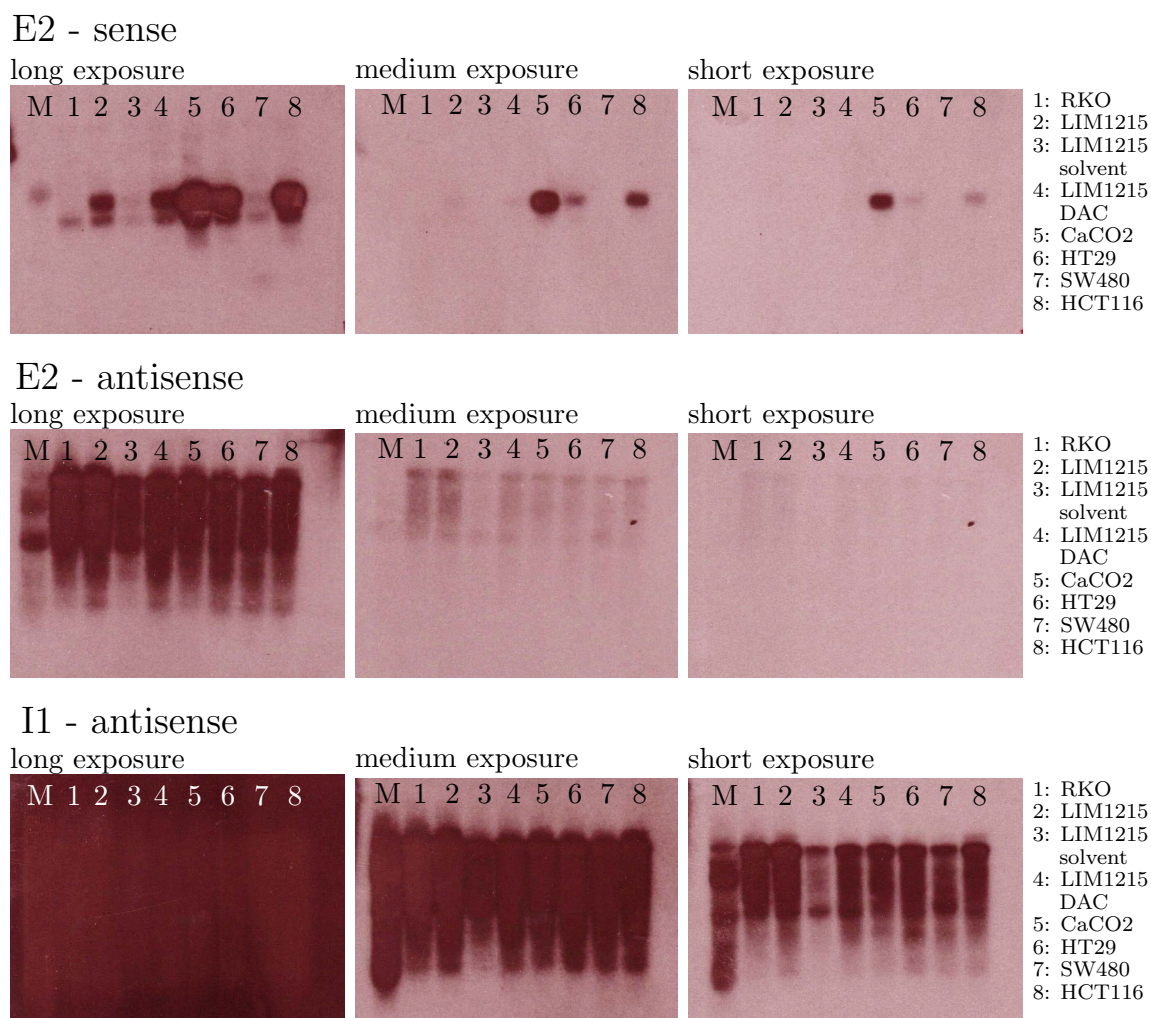 E2 - sense
long exposure
medium exposure
short exposure
M 1 2 3 4 5 6 7 8
M 1 2 3 4 5 6 7 8
M 1 2 3 4 5 6 7 8
1: RKO
2: LIM1215
3: LIM1215
solvent
4: LIM1215
DAC
5: CaCO2
6: HT29
7: SW480
8: HCT116
E2 - antisense
long exposure
medium exposure
short exposure
M 1 2 3 4 5 6 7 8
M 1 2 3 4 5 6 7 8
M 1 2 3 4 5 6 7 8
1: RKO
2: LIM1215
3: LIM1215
solvent
4: LIM1215
DAC
5: CaCO2
6: HT29
7: SW480
8: HCT116
I1 - antisense
long exposure
medium exposure
short exposure
M 1 2 3 4 5 6 7 8
M 1 2 3 4 5 6 7 8
M 1 2 3 4 5 6 7 8
1: RKO
2: LIM1215
3: LIM1215
solvent
4: LIM1215
DAC
5: CaCO2
6: HT29
7: SW480
8: HCT116